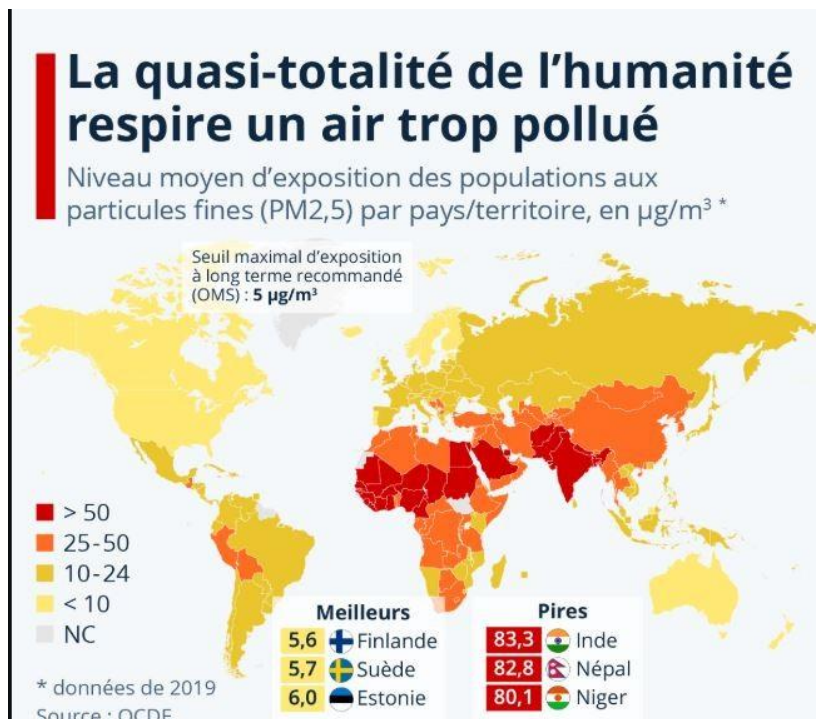 La quasi-totalité de l'humanité
respire un air trop pollué
Niveau moyen d'exposition des populations aux
particules fines (PM2,5) par pays/territoire, en µg/m³ *
Seuil maximal d'exposition
à long terme recommandé
(OMS) : 5 µg/m³
> 50
25-50
10-24
< 10
NC
Meilleurs
5,6 Finlande
5,7 Suède
6,0 Estonie
Pires
83,3 Inde
82,8 Népal
80,1 Niger
* données de 2019
Source : OCDE